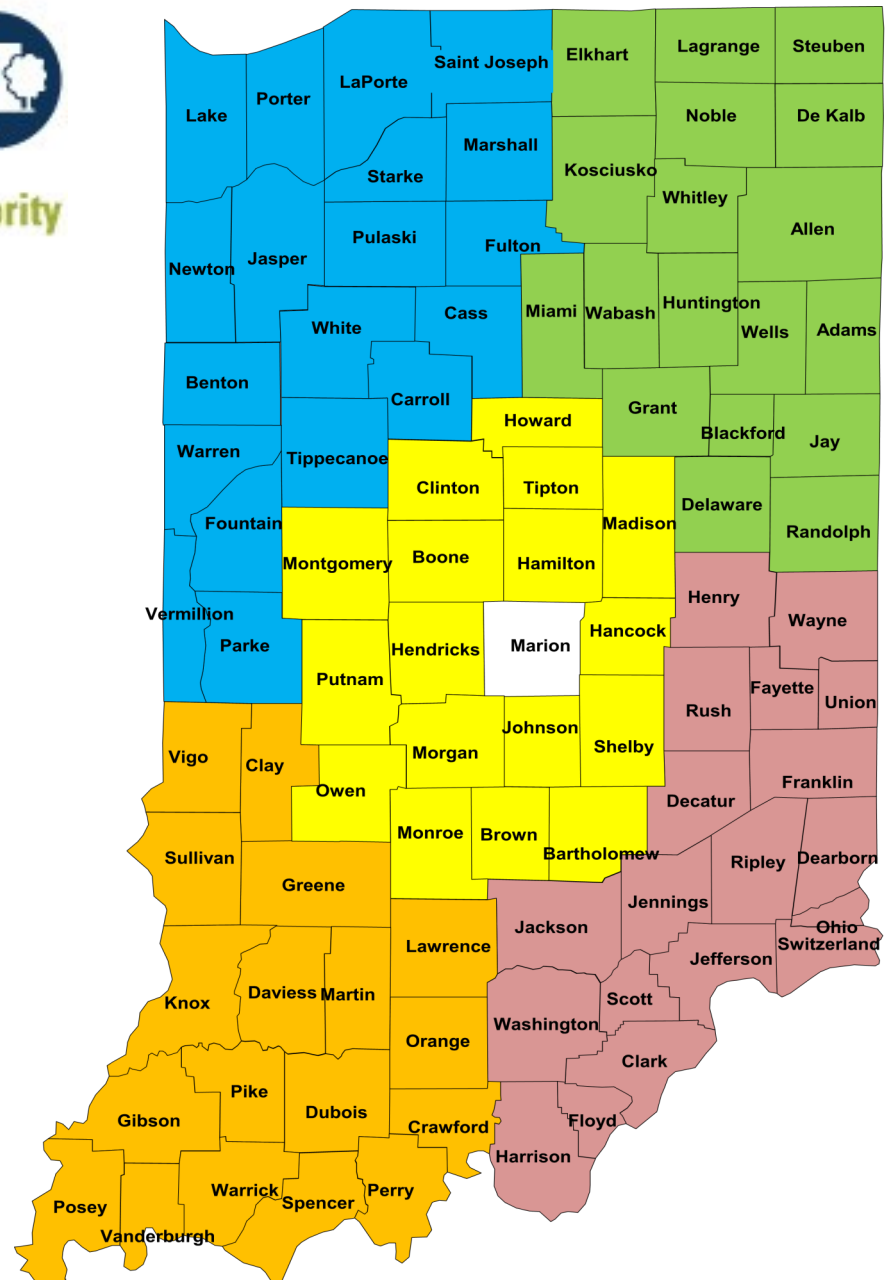 Elkhart
Lagrange
Steuben
Saint Joseph
LaPorte
Porter
Lake
Noble
De Kalb
Marshall
Starke
Kosciusko
Whitley
ority
Allen
Pulaski
Fulton
Jasper
Newton
Miami
Wabash
Huntington
Wells
Adams
White
Cass
Benton
Carroll
Grant
Howard
Blackford
Jay
Warren
Tippecanoe
Clinton
Tipton
Delaware
Madison
Fountain
Randolph
Montgomery
Boone
Hamilton
Henry
Vermillion
Wayne
Hancock
Parke
Hendricks
Marion
Putnam
Fayette
Union
Rush
Johnson
Shelby
Morgan
Vigo
Clay
Franklin
Owen
Decatur
Monroe
Brown
Bartholomew
Sullivan
Ripley
Dearborn
Greene
Jennings
Jackson
Ohio
Switzerland
Lawrence
Jefferson
Daviess
Martin
Knox
Scott
Washington
Orange
Clark
Pike
Dubois
Gibson
Crawford
Floyd
Harrison
Warrick
Perry
Spencer
Posey
Vanderburgh